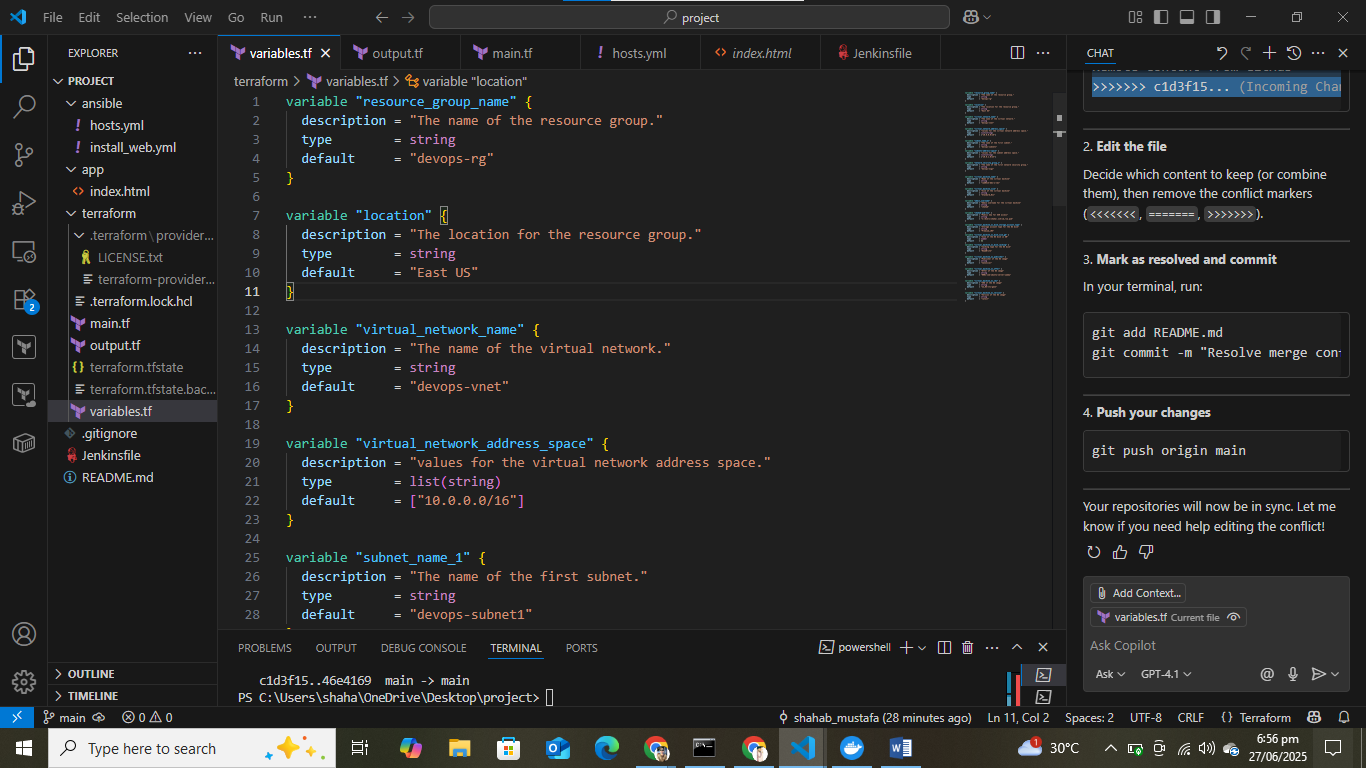 File Edit Selection View Go Run ···
project
EXPLORER
PROJECT
ansible
hosts.yml
install_web.yml
app
index.html
terraform
.terraform \ provider...
LICENSE.txt
terraform-provider...
.terraform.lock.hcl
main.tf
output.tf
terraform.tfstate
terraform.tfstate.bac...
variables.tf
.gitignore
Jenkinsfile
README.md
OUTLINE
TIMELINE
2
variables.tf output.tf main.tf hosts.yml index.html Jenkinsfile
terraform > variables.tf > variable "location"
1 variable "resource_group_name" {
2 description = "The name of the resource group."
3 type = string
4 default = "devops-rg"
5 }
6
7 variable "location" {
8 description = "The location for the resource group."
9 type = string
10 default = "East US"
11 }
12
13 variable "virtual_network_name" {
14 description = "The name of the virtual network."
15 type = string
16 default = "devops-vnet"
17 }
18
19 variable "virtual_network_address_space" {
20 description = "values for the virtual network address space."
21 type = list(string)
22 default = ["10.0.0.0/16"]
23 }
24
25 variable "subnet_name_1" {
26 description = "The name of the first subnet."
27 type = string
28 default = "devops-subnet1"
PROBLEMS OUTPUT DEBUG CONSOLE TERMINAL PORTS
powershell
c1d3f15..46e4169 main -> main
PS C:\Users\shaha\OneDrive\Desktop\project>
CHAT
>>>>>>> c1d3f15... (Incoming Cha
2. Edit the file
Decide which content to keep (or combine
them), then remove the conflict markers
(<<<<<<<, =======, >>>>>>>).
3. Mark as resolved and commit
In your terminal, run:
git add README.md
git commit -m "Resolve merge con
4. Push your changes
git push origin main
Your repositories will now be in sync. Let me
know if you need help editing the conflict!
Add Context...
variables.tf Current file
Ask Copilot
Ask GPT-4.1
main 0 0
shahab_mustafa (28 minutes ago) Ln 11, Col 2 Spaces: 2 UTF-8 CRLF {} Terraform
Type here to search
1 30°C
6:56 pm
27/06/2025